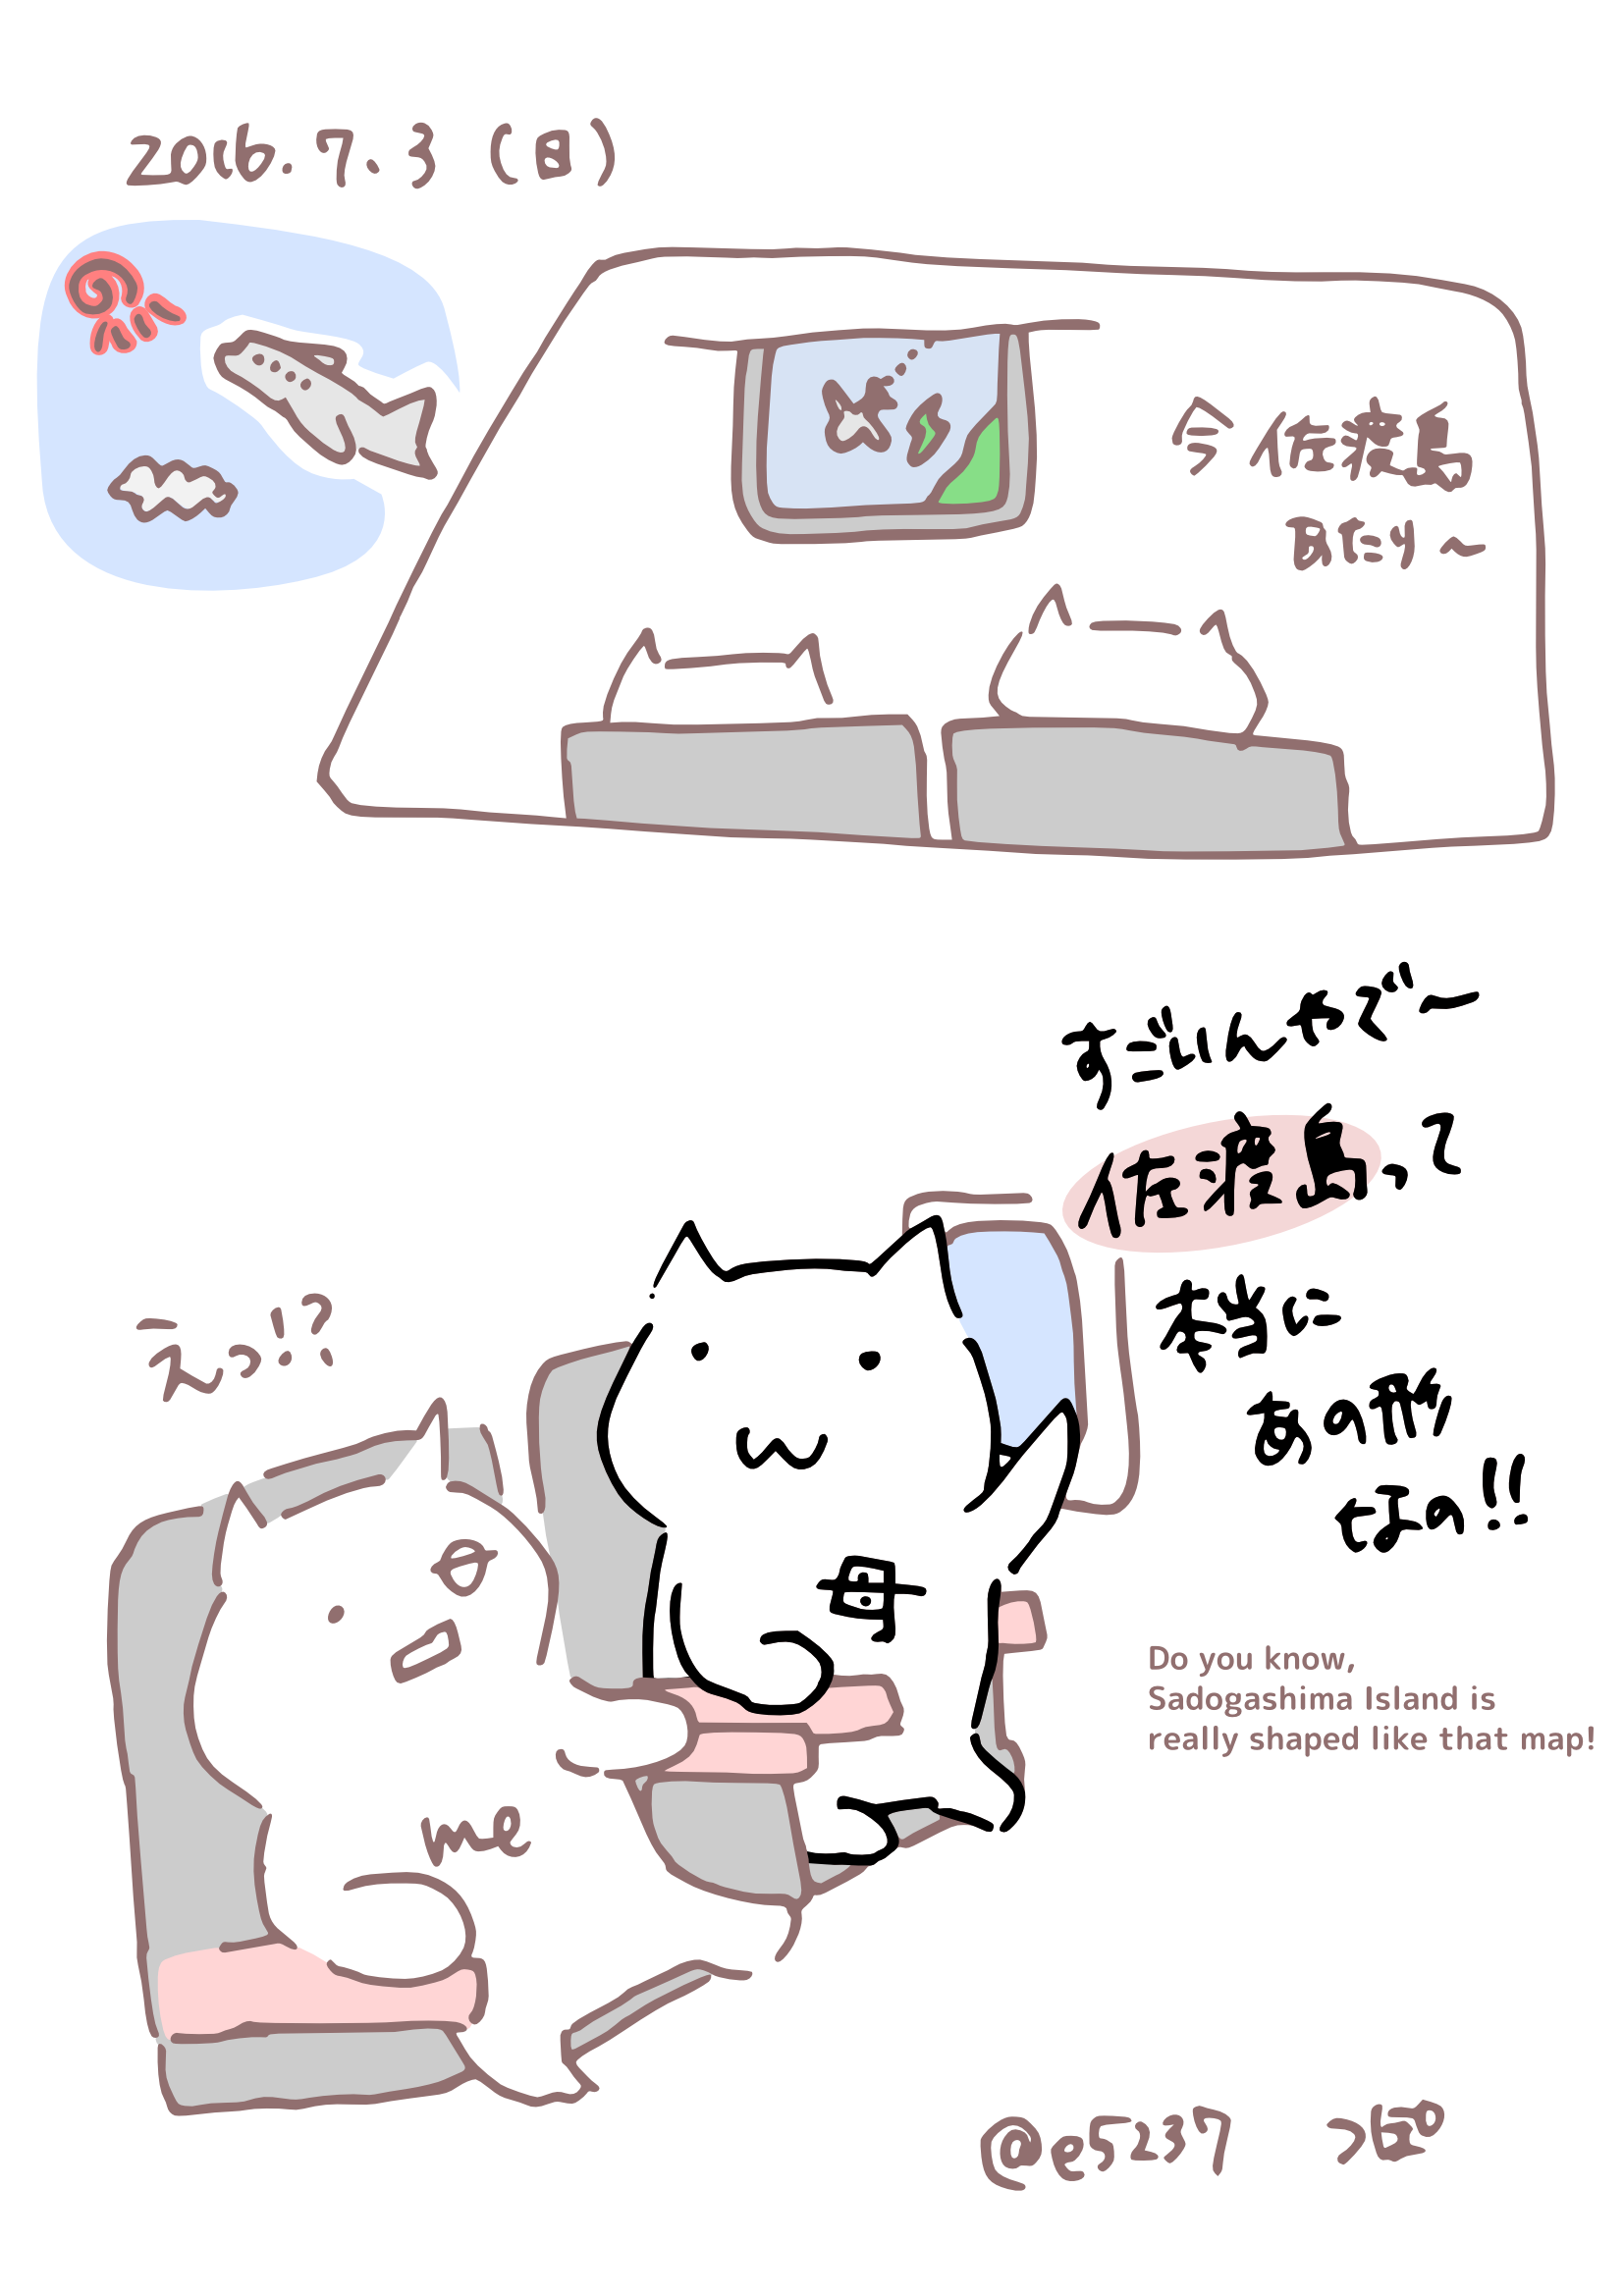 2016.7.3 (日)
今佐渡島
あたり～
すごいんやで～
佐渡島って
本当に
あの形
なの!!
えっ!?
母
me
Do you know,
Sadogashima Island is
really shaped like that map!
@e5237